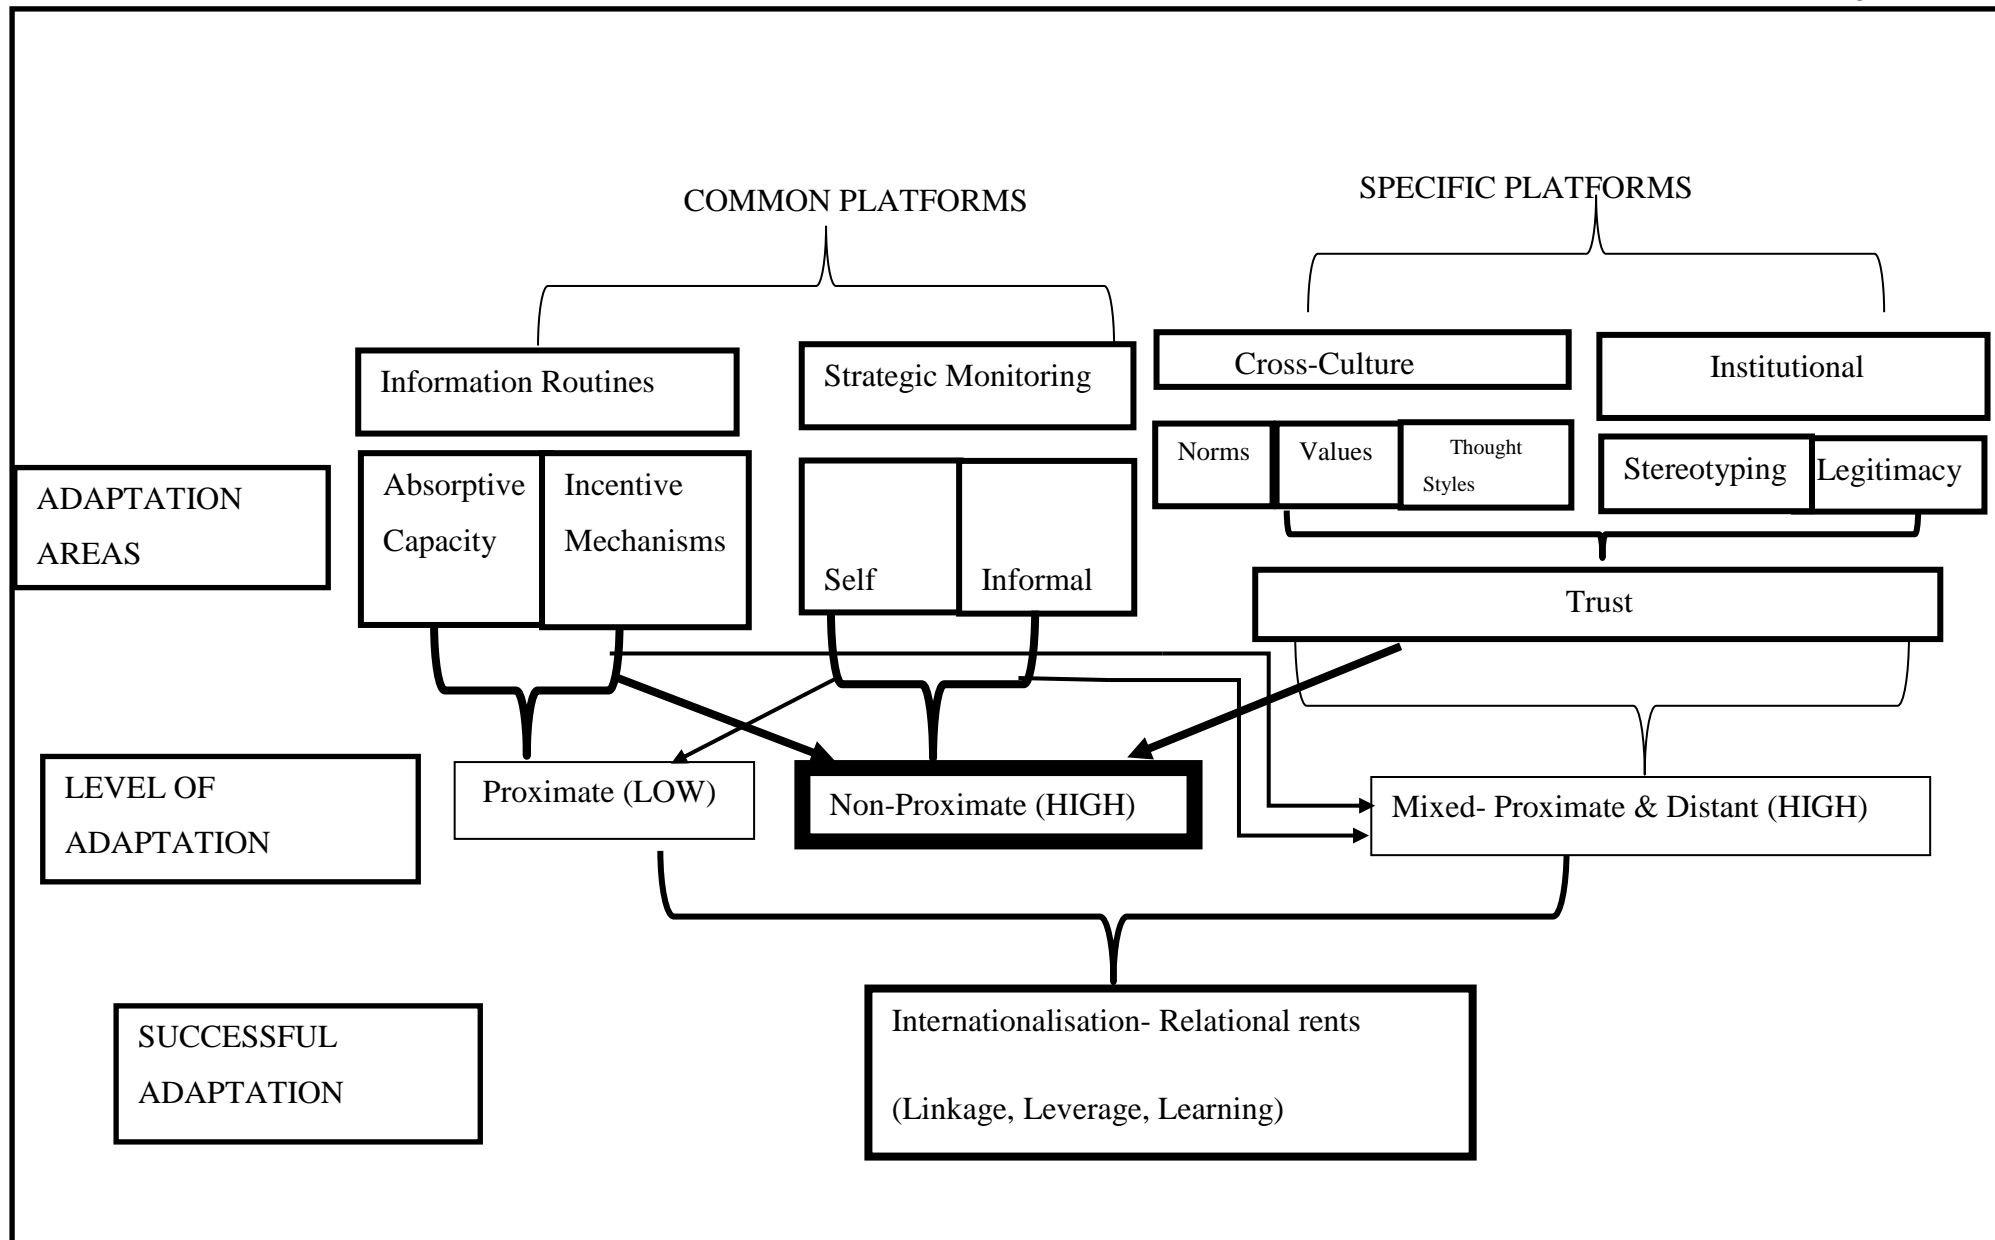 COMMON PLATFORMS
SPECIFIC PLATFORMS
Information Routines
Strategic Monitoring
Cross-Culture
Institutional
ADAPTATION
AREAS
Absorptive
Capacity
Incentive
Mechanisms
Self
Informal
Norms
Values
Thought
Styles
Stereotyping
Legitimacy
Trust
LEVEL OF
ADAPTATION
Proximate (LOW)
Non-Proximate (HIGH)
Mixed- Proximate & Distant (HIGH)
SUCCESSFUL
ADAPTATION
Internationalisation- Relational rents
(Linkage, Leverage, Learning)